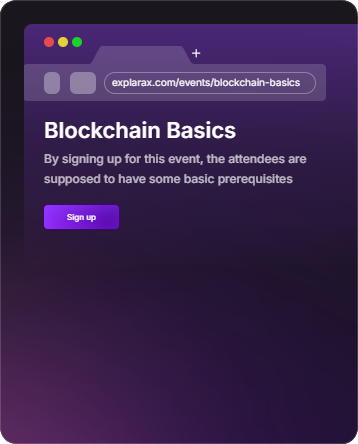 +
explarax.com/events/blockchain-basics
Blockchain Basics
By signing up for this event, the attendees are
supposed to have some basic prerequisites
Sign up